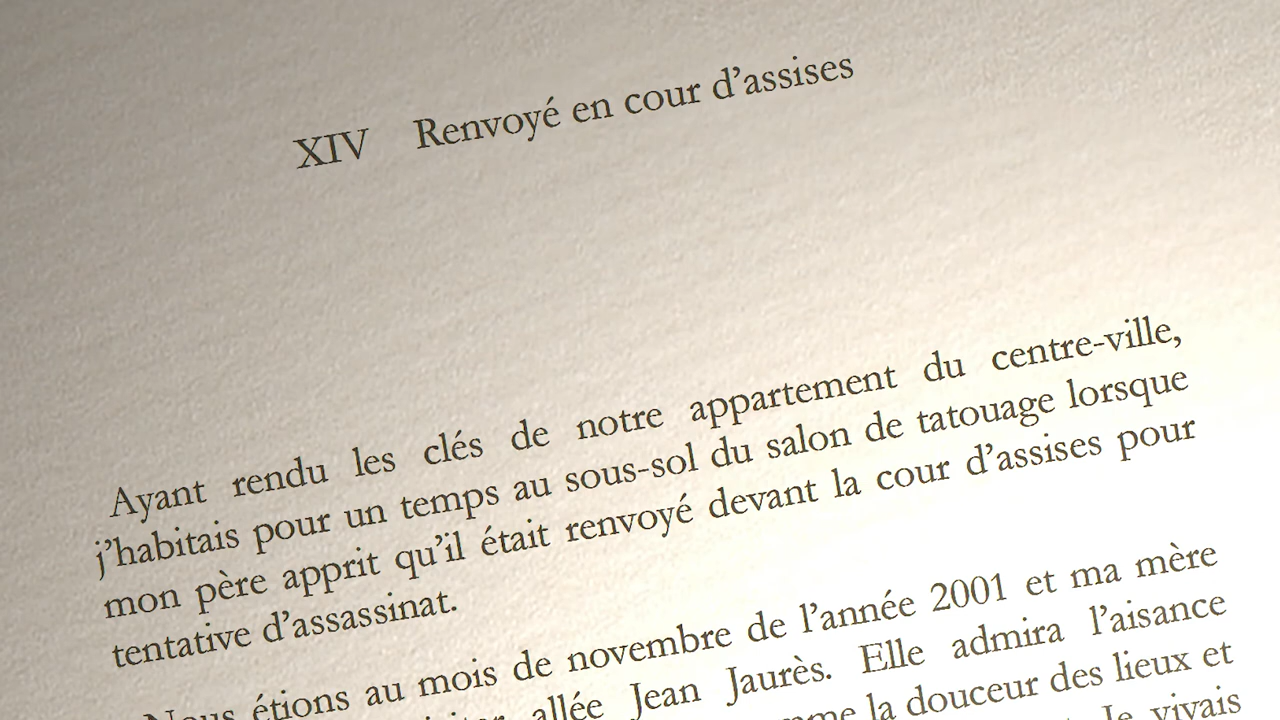 XIV Renvoyé en cour d'assises
Ayant rendu les clés de notre appartement du centre-ville,
j'habitais pour un temps au sous-sol du salon de tatouage lorsque
mon père apprit qu'il était renvoyé devant la cour d'assises pour
tentative d'assassinat.
Nous étions au mois de novembre de l'année 2001 et ma mère
allée Jean Jaurès. Elle admira l'aisance
la douceur des lieux et
Je vivais